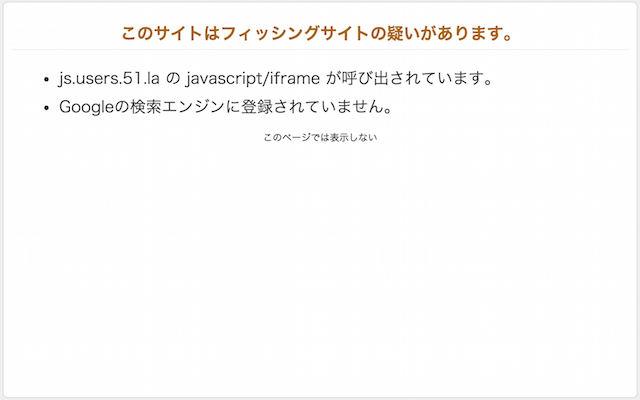 このサイトはフィッシングサイトの疑いがあります。
• js.users.51.la の javascript/iframe が呼び出されています。
• Googleの検索エンジンに登録されていません。
このページでは表示しない